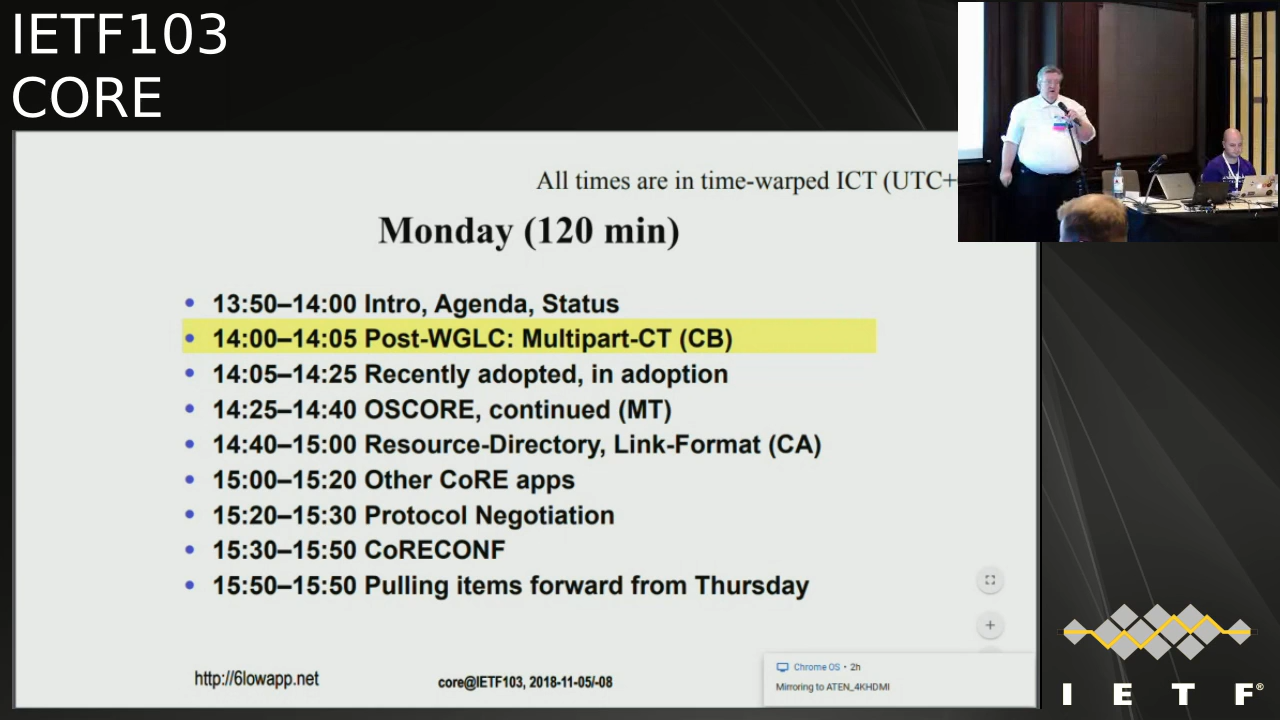 IETF103
CORE
All times are in time-warped ICT (UTC+
Monday (120 min)
• 13:50–14:00 Intro, Agenda, Status
• 14:00–14:05 Post-WGLC: Multipart-CT (CB)
• 14:05–14:25 Recently adopted, in adoption
• 14:25–14:40 OSCORE, continued (MT)
• 14:40–15:00 Resource-Directory, Link-Format (CA)
• 15:00–15:20 Other CoRE apps
• 15:20–15:30 Protocol Negotiation
• 15:30–15:50 CoRECONF
• 15:50–15:50 Pulling items forward from Thursday
http://6lowapp.net
core@IETF103, 2018-11-05/-08
Chrome OS • 2h
Mirroring to ATEN_4KHDMI
I E T F®